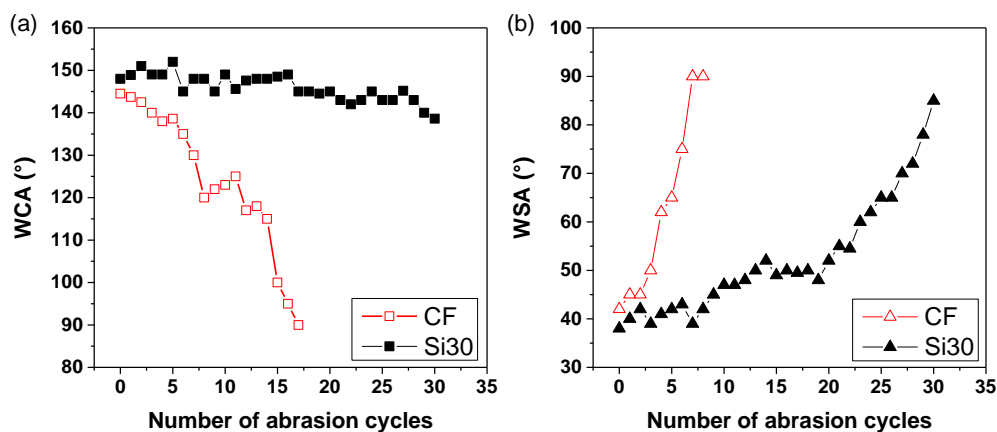 (a)
160
150
140
130
120
110
100
90
80
WCA (°)
0 5 10 15 20 25 30 35
Number of abrasion cycles
CF
Si30
(b)
100
90
80
70
60
50
40
30
WSA (°)
0 5 10 15 20 25 30 35
Number of abrasion cycles
CF
Si30